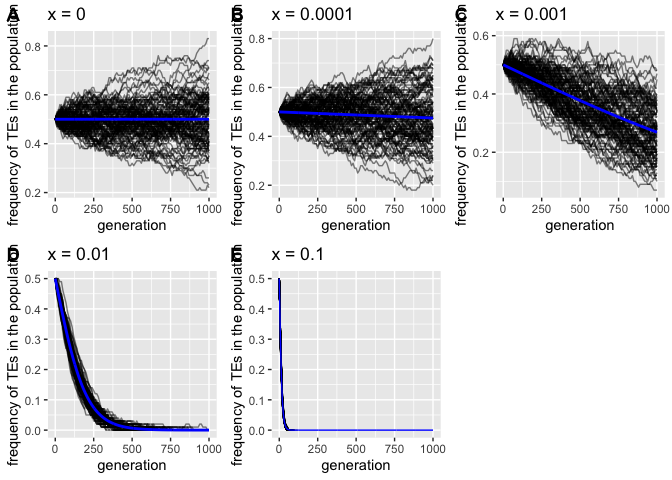 A x = 0
B x = 0.0001
C x = 0.001
frequency of TEs in the population
0.8
0.6
0.4
0.2
0 250 500 750 1000
generation
frequency of TEs in the population
0.8
0.6
0.4
0.2
0 250 500 750 1000
generation
frequency of TEs in the population
0.6
0.4
0.2
0 250 500 750 1000
generation
D x = 0.01
E x = 0.1
frequency of TEs in the population
0.5
0.4
0.3
0.2
0.1
0.0
0 250 500 750 1000
generation
frequency of TEs in the population
0.5
0.4
0.3
0.2
0.1
0.0
0 250 500 750 1000
generation